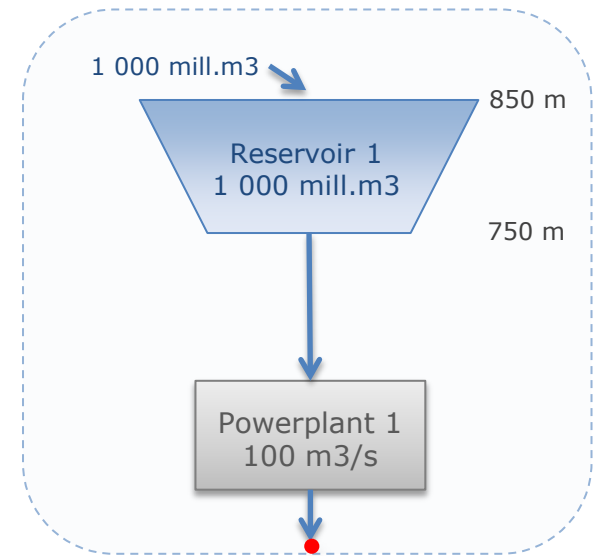 1 000 mill.m3
850 m
Reservoir 1
1 000 mill.m3
750 m
Powerplant 1
100 m3/s